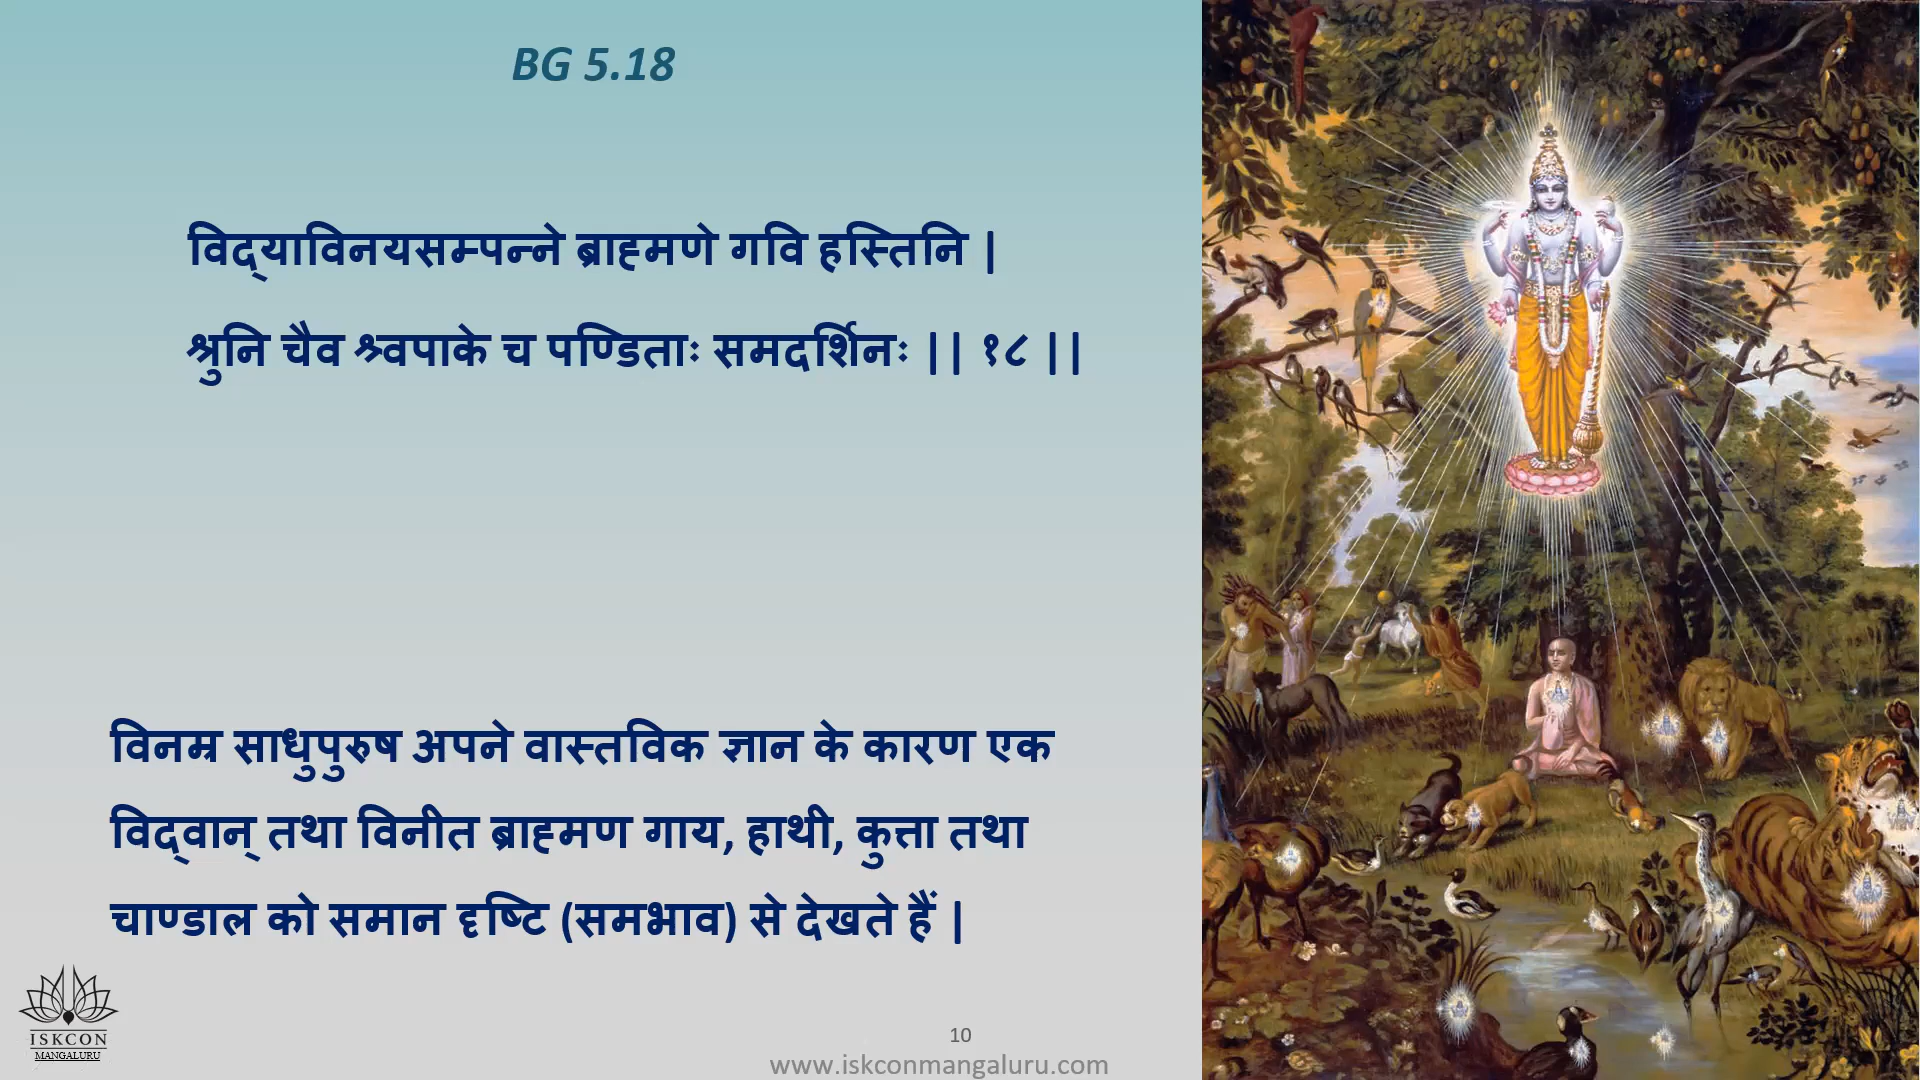 BG 5.18
विद्याविनयसम्पन्ने ब्राह्मणे गवि हस्तिनि |
श्रुनि चैव श्र्वपाके च पण्डिताः समदर्शिनः || १८ ||
विनम्र साधुपुरुष अपने वास्तविक ज्ञान के कारण एक
विद्वान् तथा विनीत ब्राह्मण गाय, हाथी, कुत्ता तथा
चाण्डाल को समान दृष्टि (समभाव) से देखते हैं |
ISKCON
MANGALURU
10
www.iskconmangaluru.com